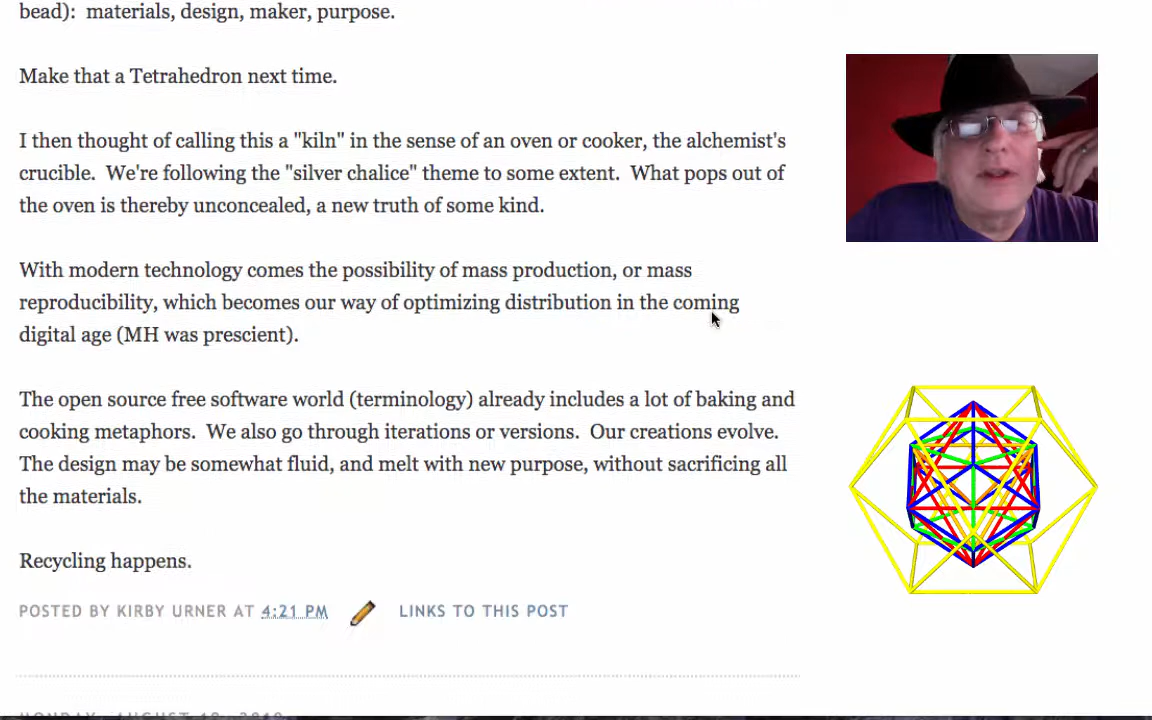 bead):  materials, design, maker, purpose.
Make that a Tetrahedron next time.
I then thought of calling this a "kiln" in the sense of an oven or cooker, the alchemist's
crucible.  We're following the "silver chalice" theme to some extent.  What pops out of
the oven is thereby unconcealed, a new truth of some kind.
With modern technology comes the possibility of mass production, or mass
reproducibility, which becomes our way of optimizing distribution in the coming
digital age (MH was prescient).
The open source free software world (terminology) already includes a lot of baking and
cooking metaphors.  We also go through iterations or versions.  Our creations evolve.
The design may be somewhat fluid, and melt with new purpose, without sacrificing all
the materials.
Recycling happens.
POSTED BY KIRBY URNER AT 4:21 PM LINKS TO THIS POST